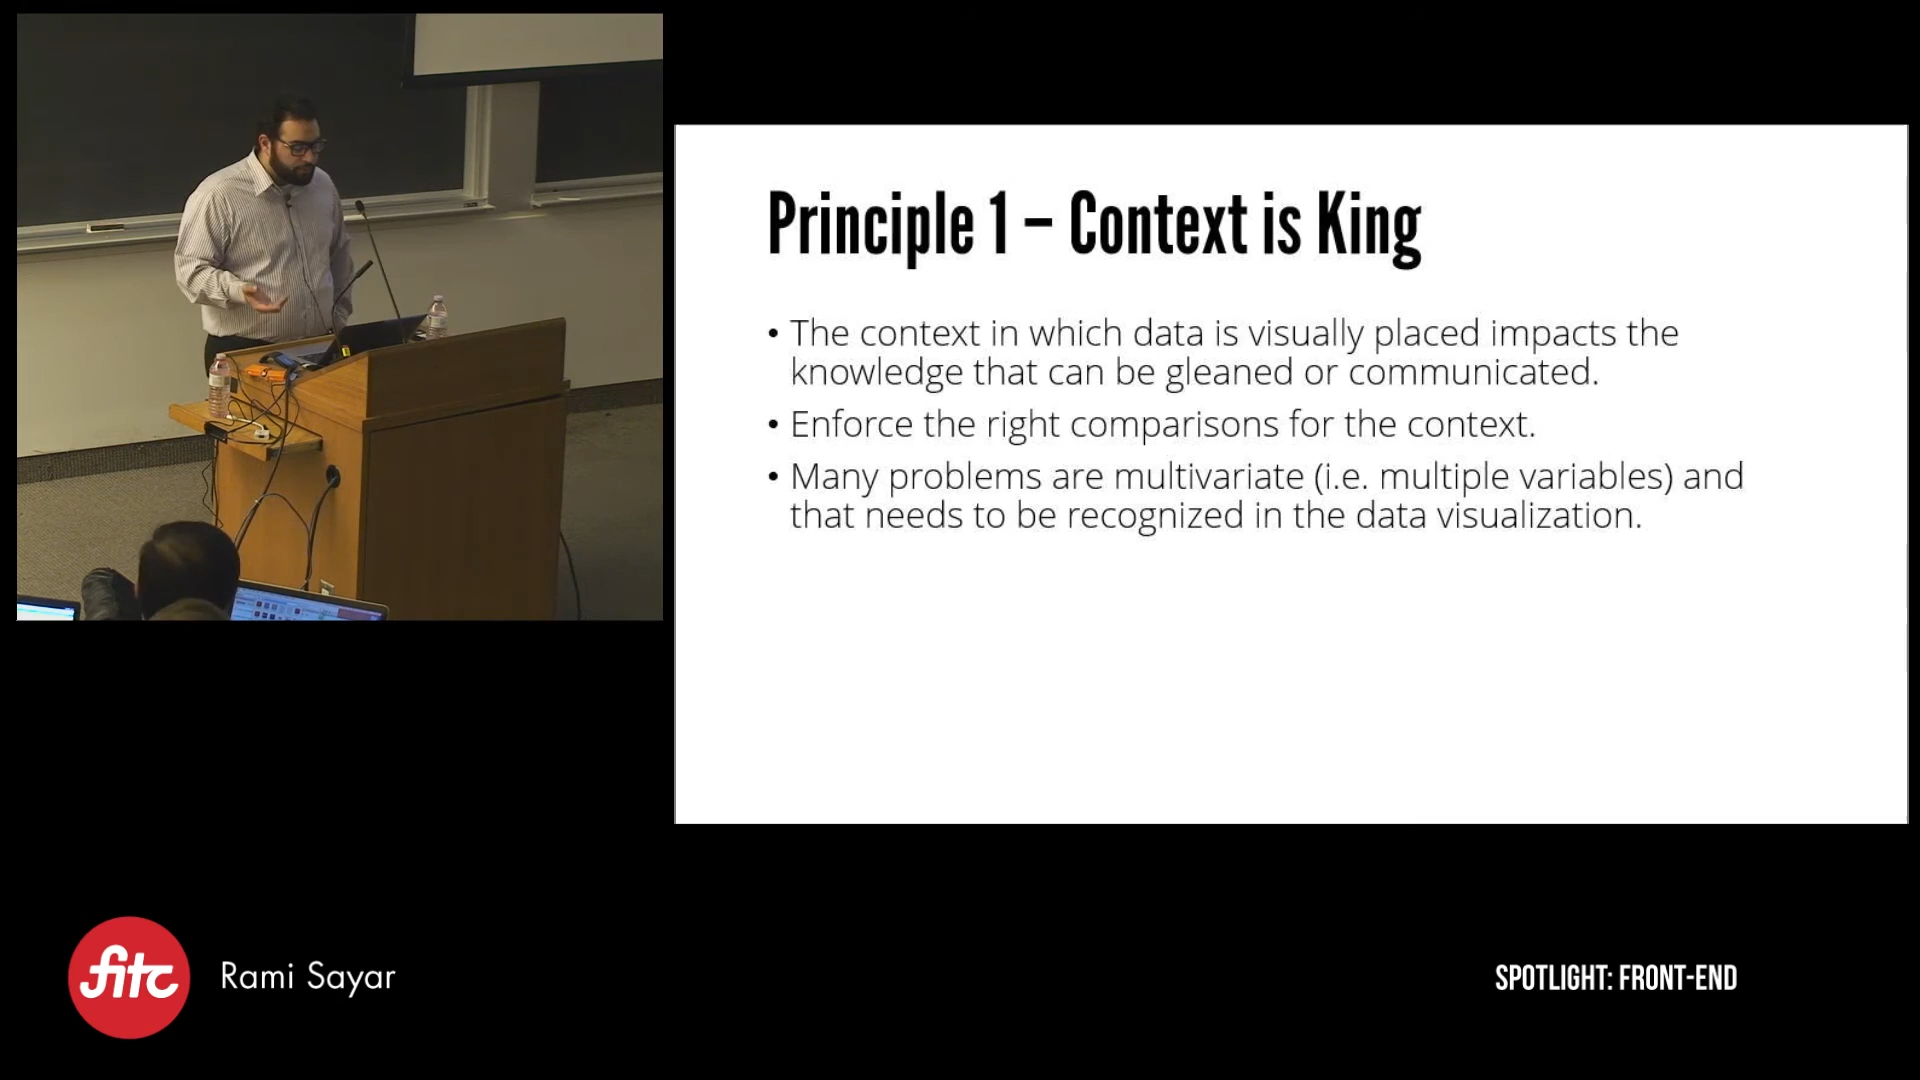 Principle 1 – Context is King
• The context in which data is visually placed impacts the
knowledge that can be gleaned or communicated.
• Enforce the right comparisons for the context.
• Many problems are multivariate (i.e. multiple variables) and
that needs to be recognized in the data visualization.
fitc
Rami Sayar
SPOTLIGHT: FRONT-END